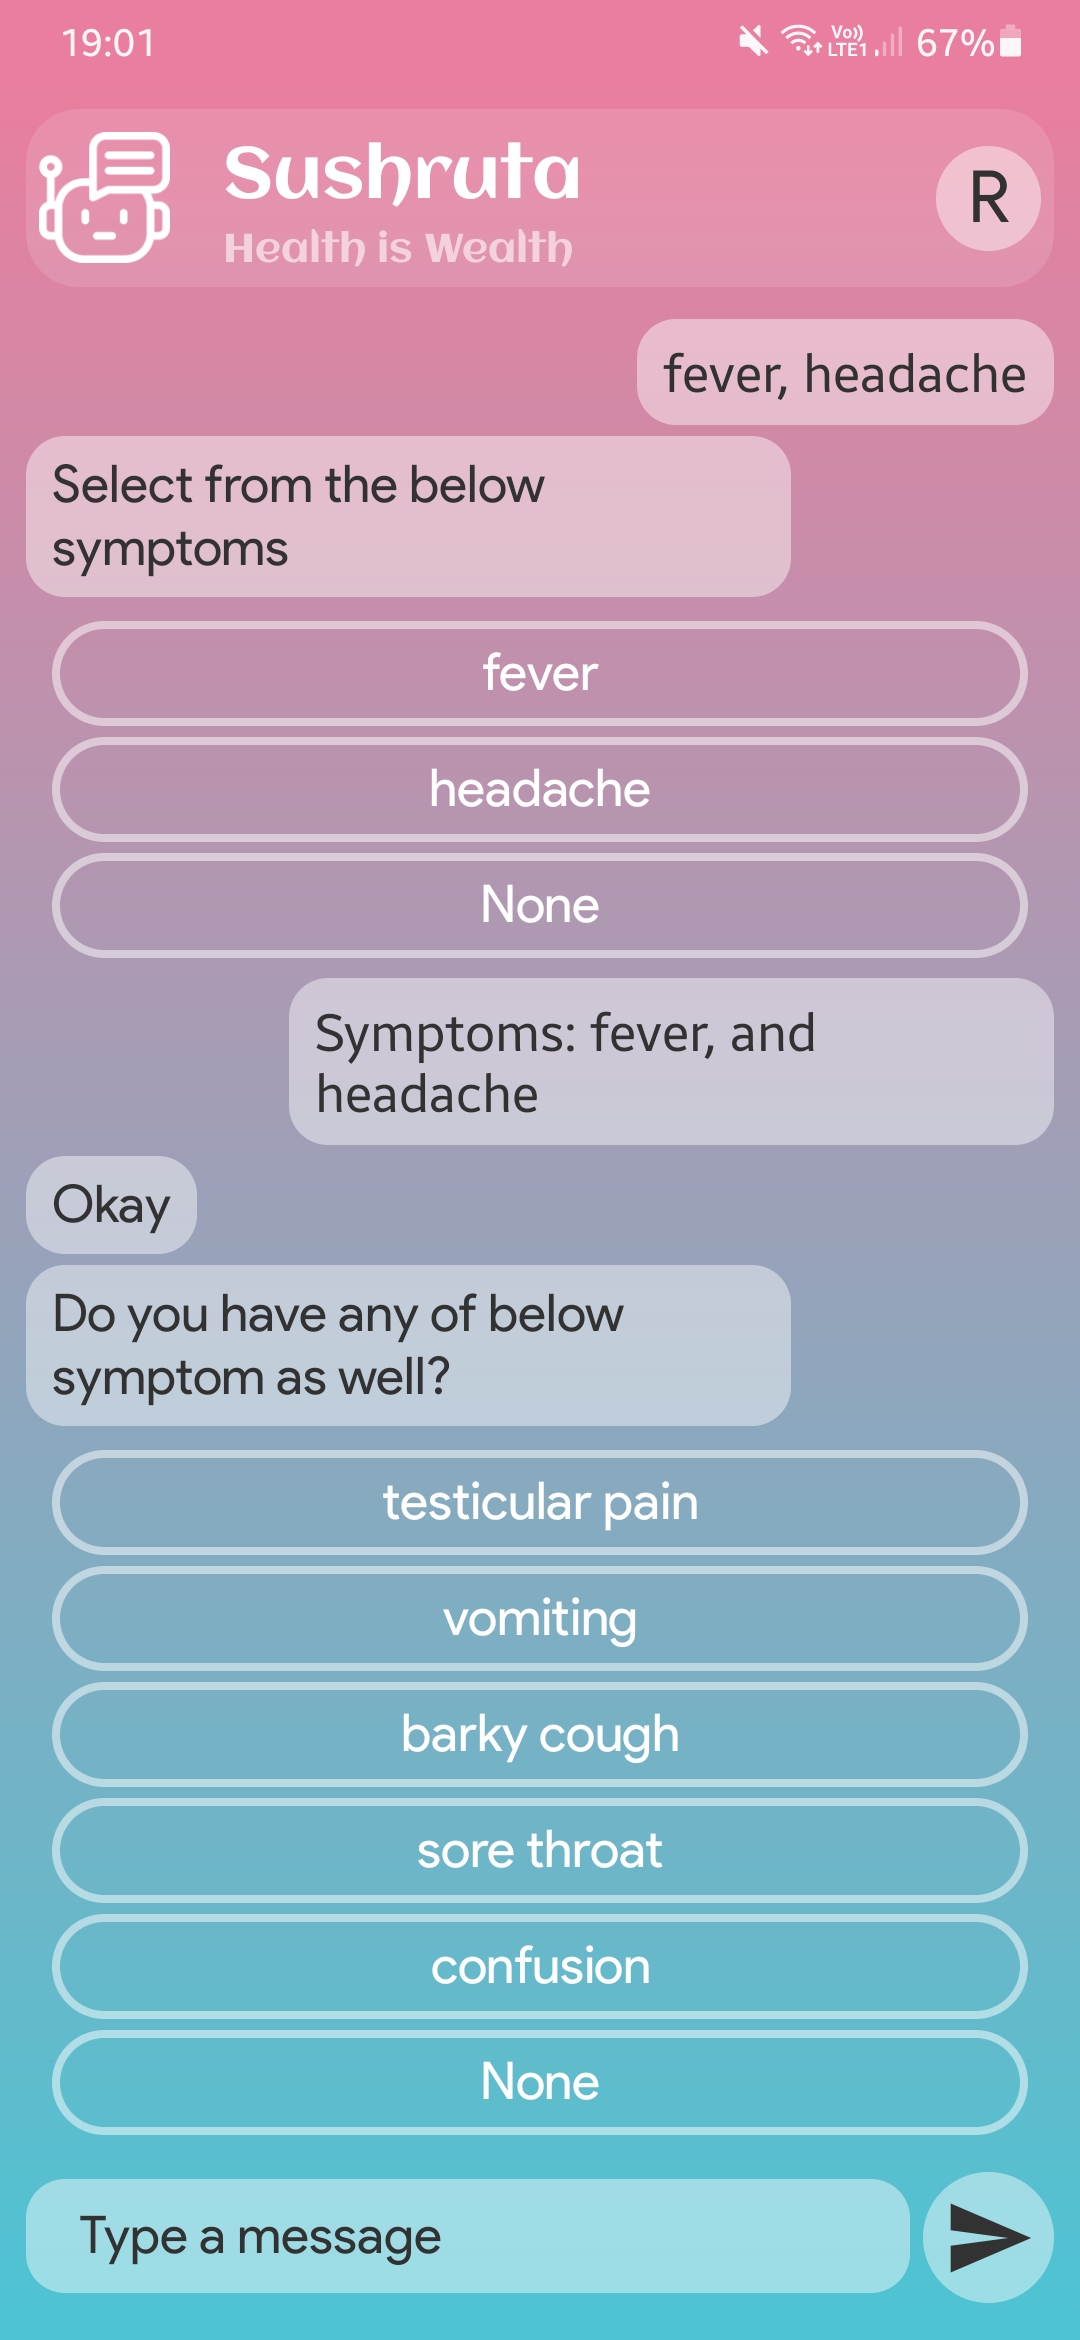 19:01
Vo))
LTE1
67%
Sushruta
Health is Wealth
R
fever, headache
Select from the below
symptoms
fever
headache
None
Symptoms: fever, and
headache
Okay
Do you have any of below
symptom as well?
testicular pain
vomiting
barky cough
sore throat
confusion
None
Type a message